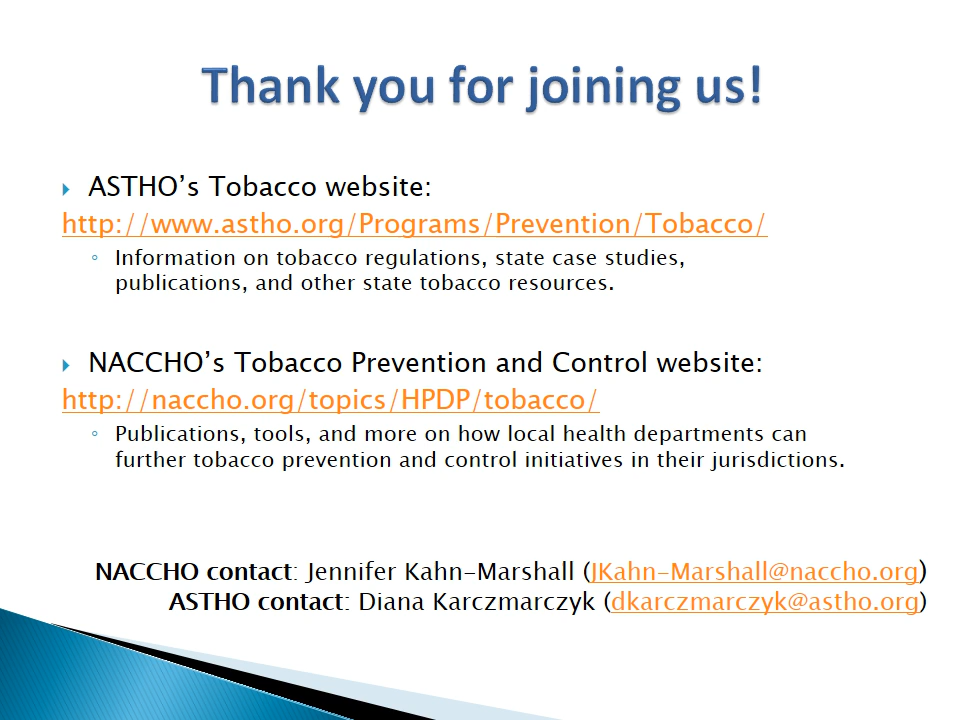 Thank you for joining us!
ASTHO’s Tobacco website:
http://www.astho.org/Programs/Prevention/Tobacco/
Information on tobacco regulations, state case studies,
publications, and other state tobacco resources.
NACCHO’s Tobacco Prevention and Control website:
http://naccho.org/topics/HPDP/tobacco/
Publications, tools, and more on how local health departments can
further tobacco prevention and control initiatives in their jurisdictions.
NACCHO contact: Jennifer Kahn-Marshall (JKahn-Marshall@naccho.org)
ASTHO contact: Diana Karczmarczyk (dkarczmarczyk@astho.org)